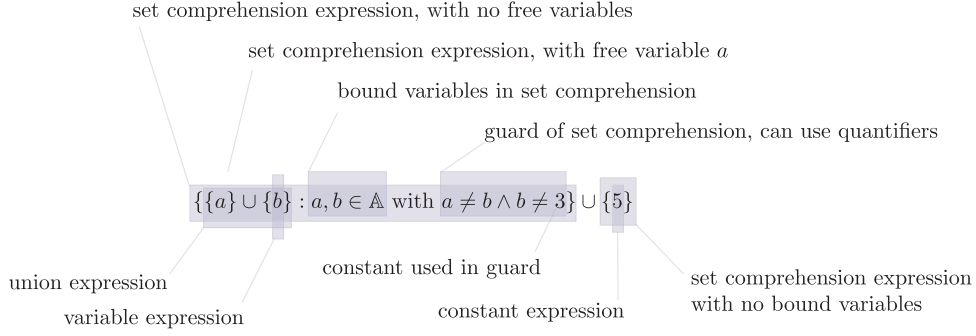 set comprehension expression, with no free variables
set comprehension expression, with free variable a
bound variables in set comprehension
guard of set comprehension, can use quantifiers
{{a} ∪ {b} : a, b ∈ 𝔸 with a ≠ b ∧ b ≠ 3} ∪ {5}
constant used in guard
union expression
set comprehension expression
with no bound variables
constant expression
variable expression